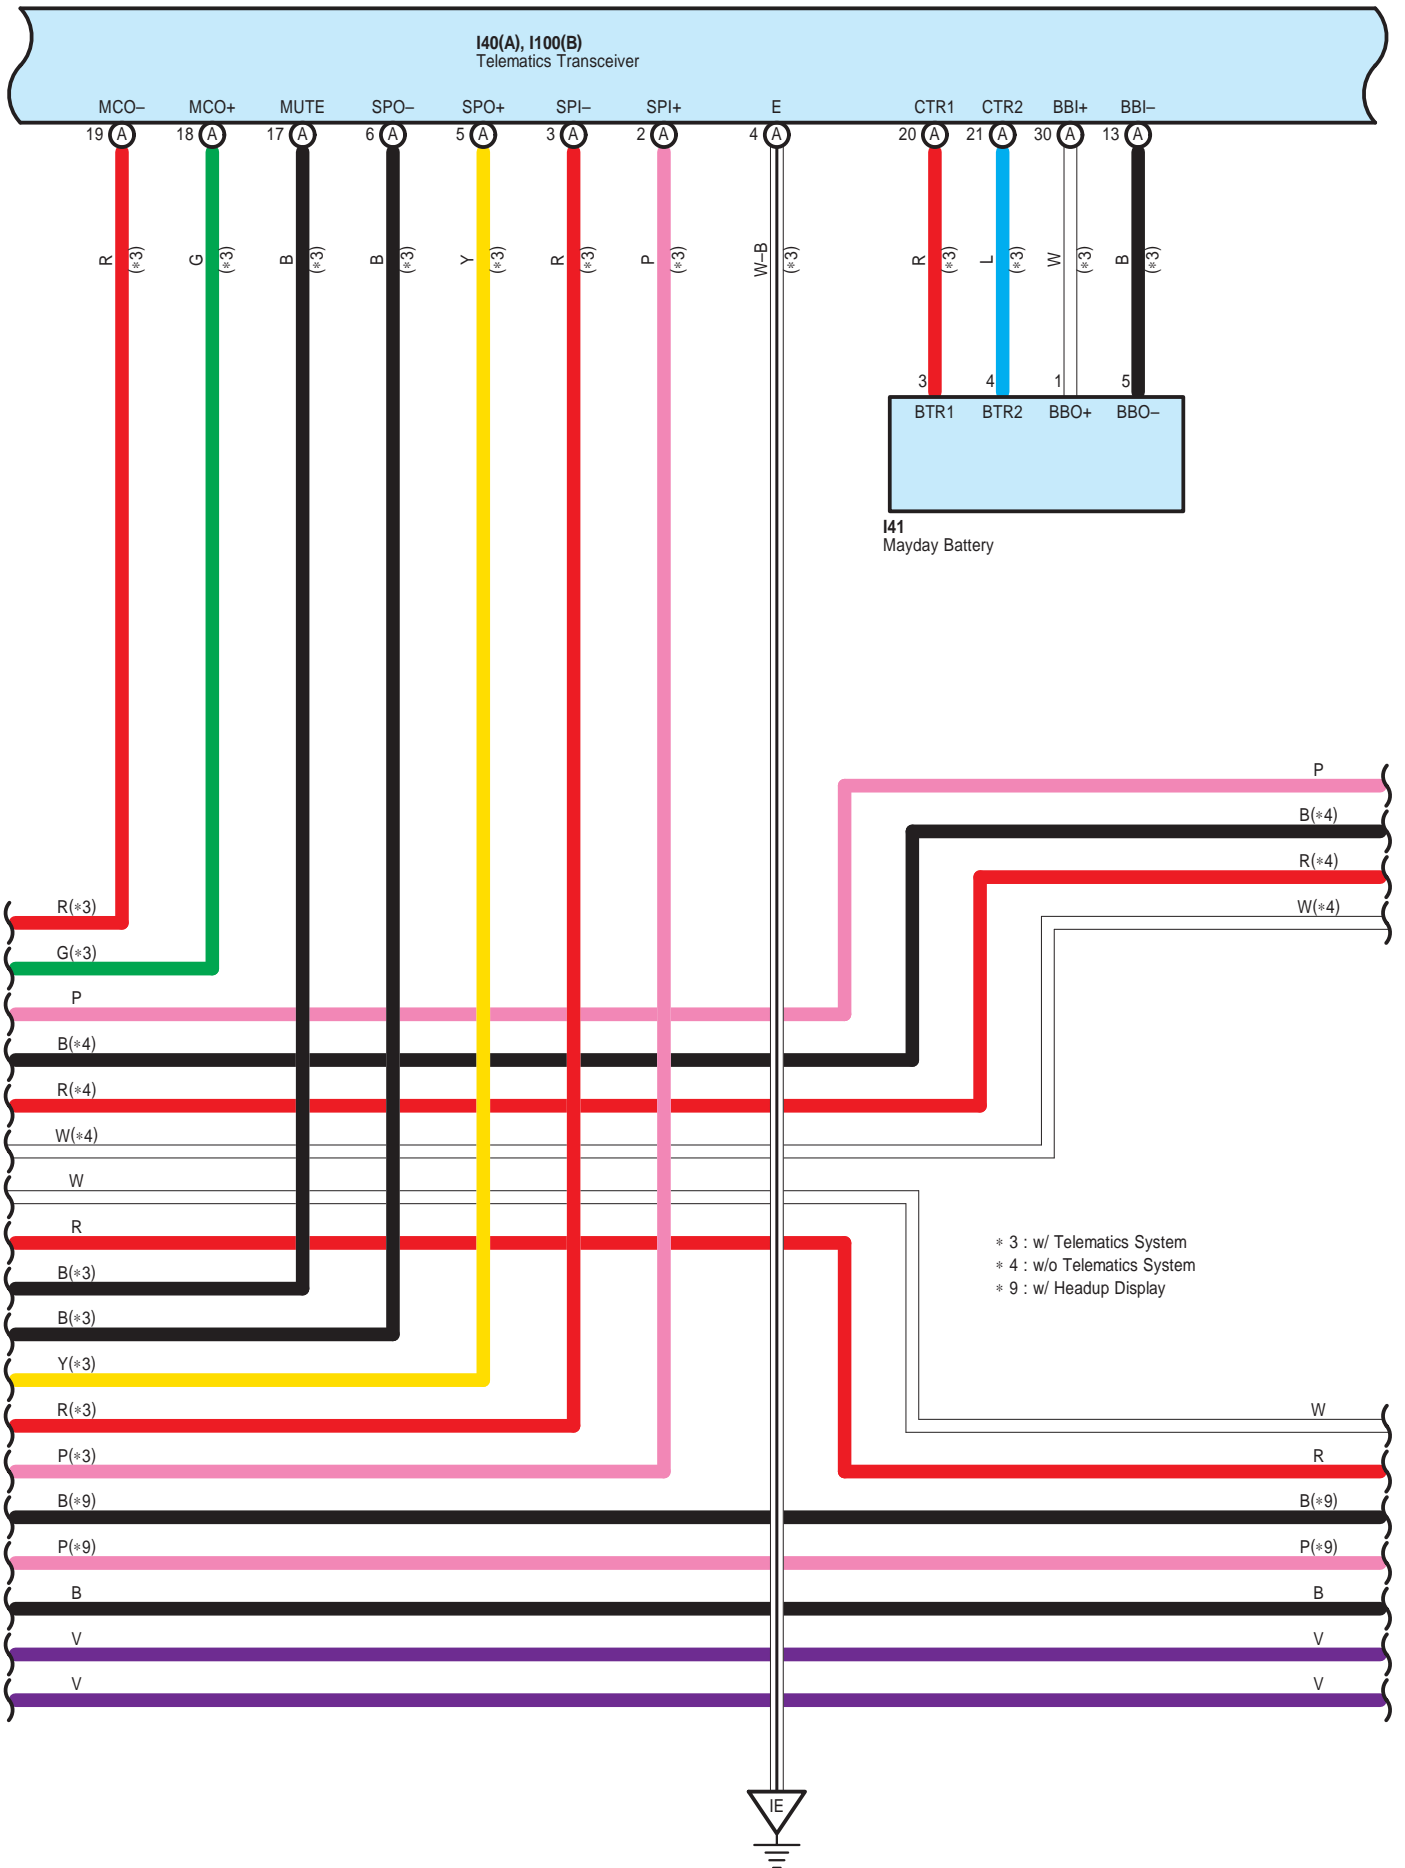 I40(A), I100(B)
Telematics Transceiver
MCO– MCO+ MUTE SPO– SPO+ SPI– SPI+ E CTR1 CTR2 BBI+ BBI–
19 A 18 A 17 A 6 A 5 A 3 A 2 A 4 A 20 A 21 A 30 A 13 A
R (*3) G (*3) B (*3) B (*3) Y (*3) R (*3) P (*3) W–B (*3) R (*3) L (*3) W (*3) B (*3)
3 4 1 5
BTR1 BTR2 BBO+ BBO–
I41
Mayday Battery
P
B(*4)
R(*4)
R(*3) W(*4)
G(*3)
P
B(*4)
R(*4)
W(*4)
W
R
* 3 : w/ Telematics System
* 4 : w/o Telematics System
B(*3)
* 9 : w/ Headup Display
B(*3)
Y(*3)
R(*3) W
P(*3) R
B(*9) B(*9)
P(*9) P(*9)
B B
V V
V V
IE